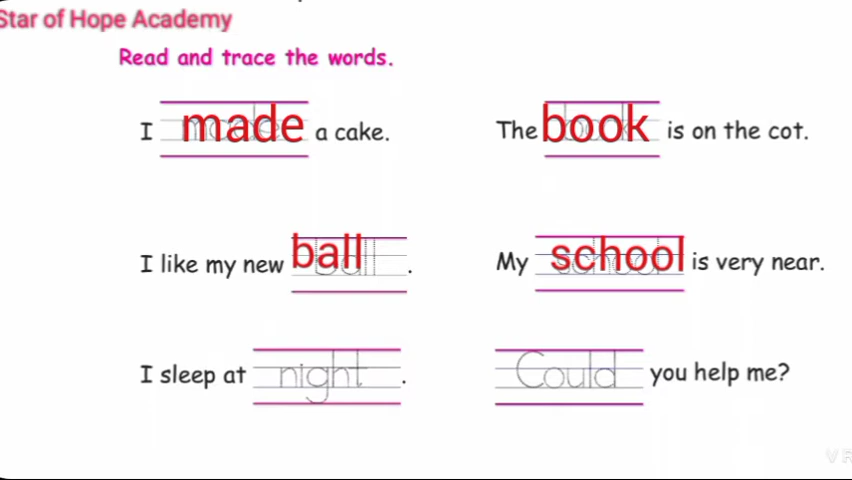 Star of Hope Academy
Read and trace the words.
I made a cake.
The book is on the cot.
I like my new ball.
My school is very near.
I sleep at night.
Could you help me?